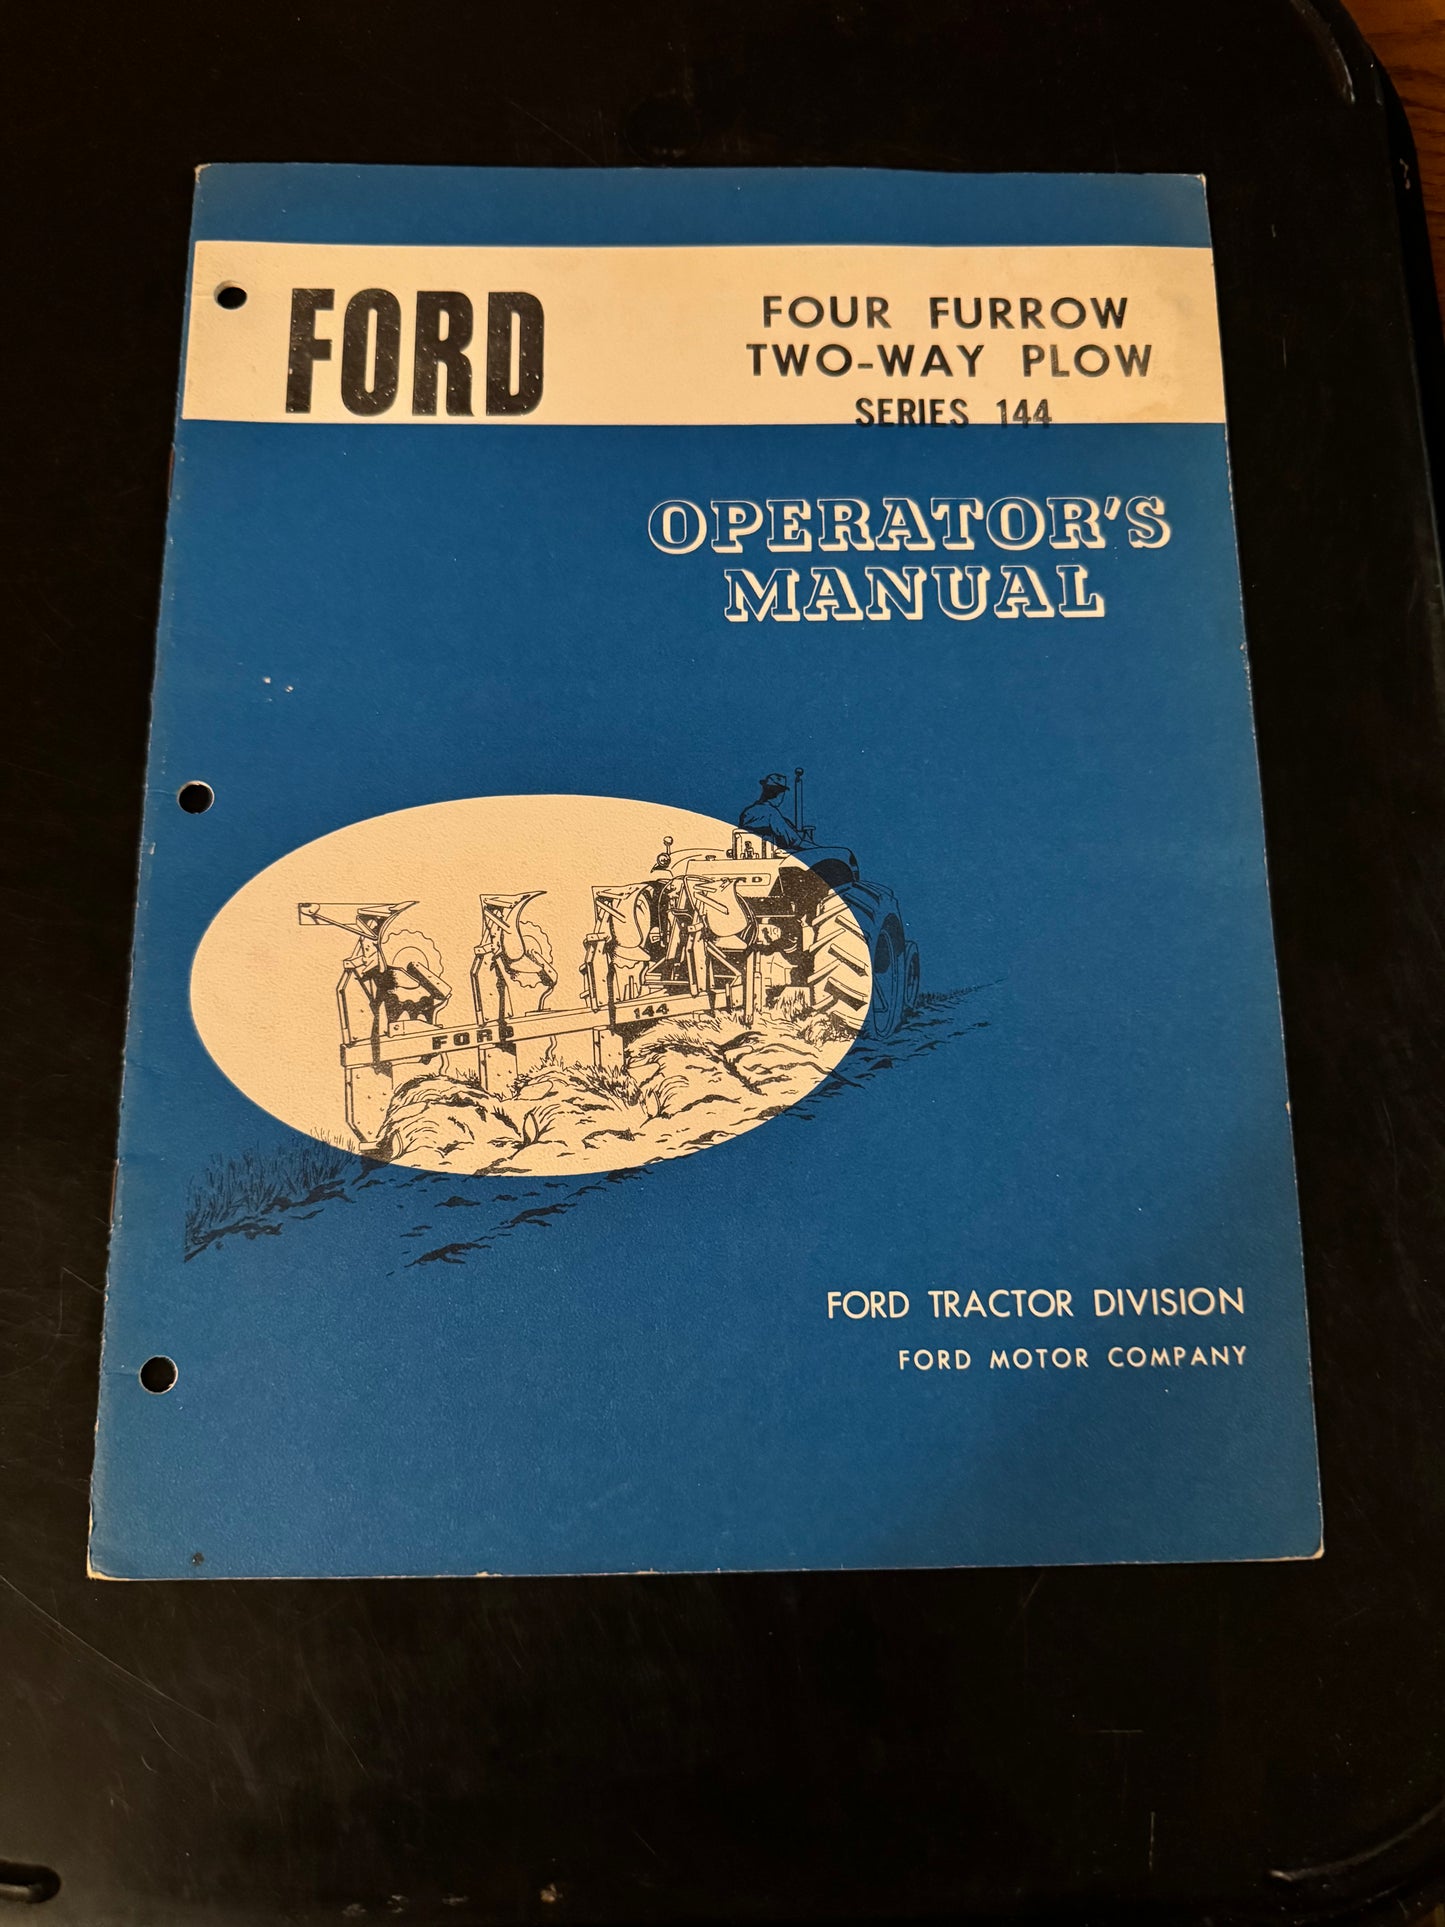 FORD
FOUR FURROW
TWO-WAY PLOW
SERIES 144
OPERATOR'S
MANUAL
FORD
FORD 144
FORD TRACTOR DIVISION
FORD MOTOR COMPANY